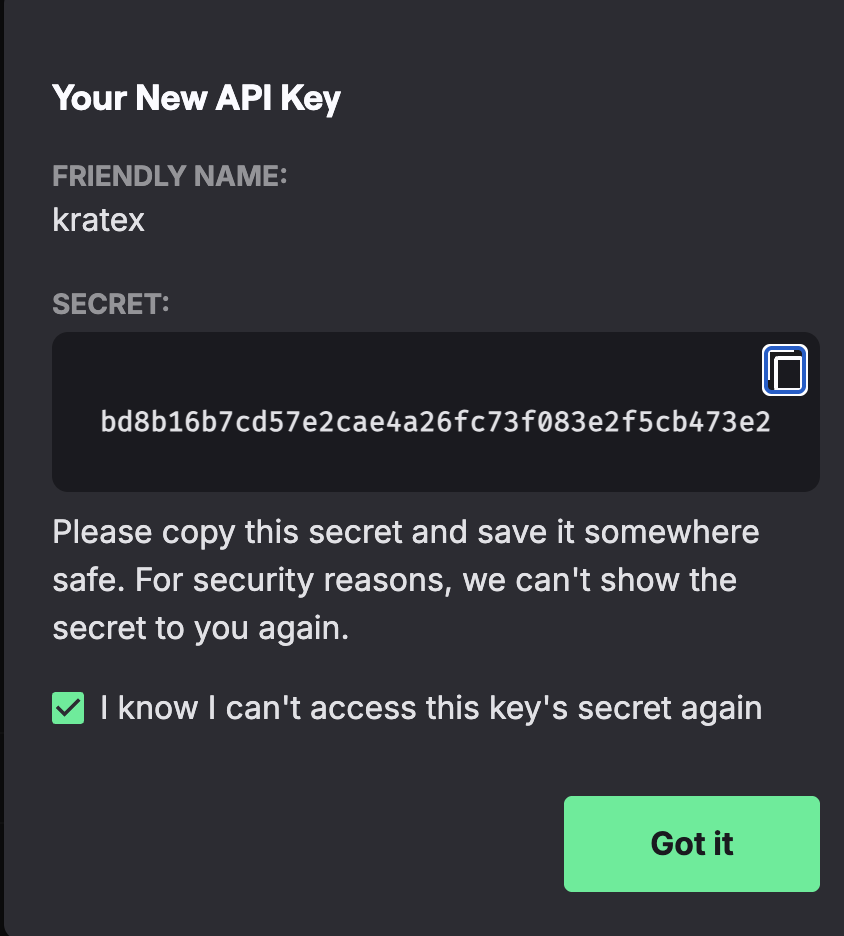 Your New API Key
FRIENDLY NAME:
kratex
SECRET:
bd8b16b7cd57e2cae4a26fc73f083e2f5cb473e2
Please copy this secret and save it somewhere
safe. For security reasons, we can't show the
secret to you again.
I know I can't access this key's secret again
Got it